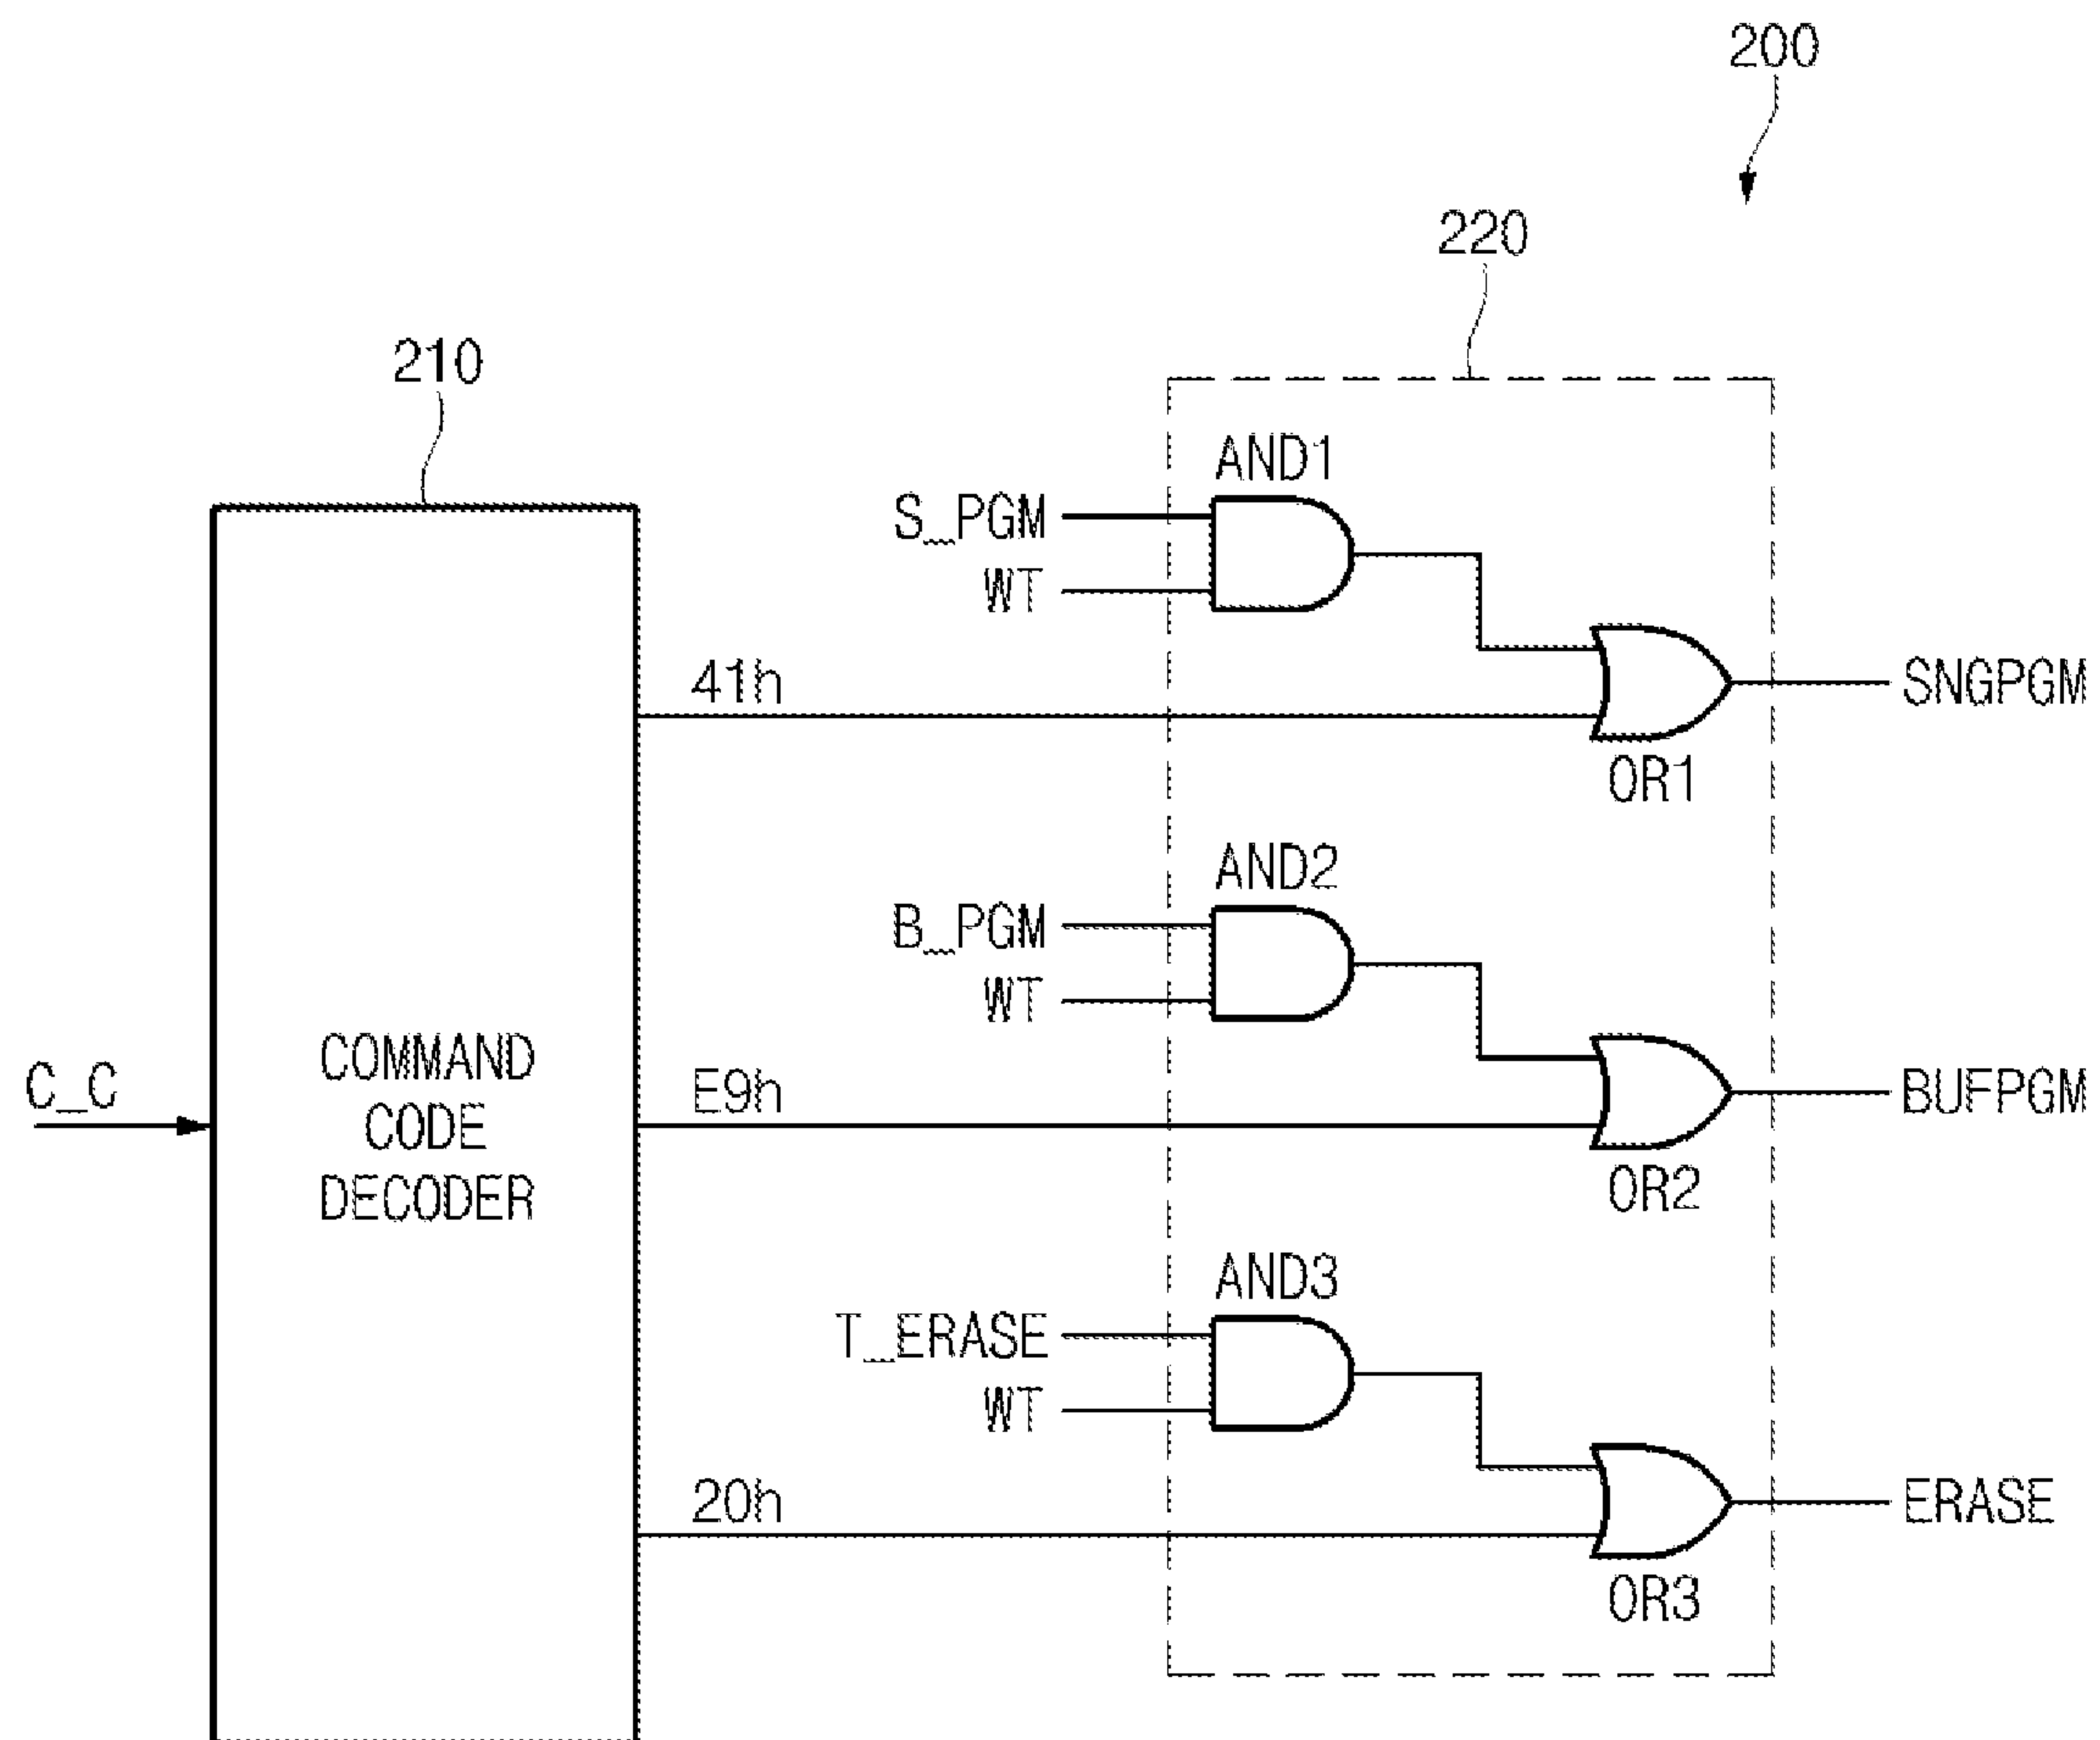 200
220
210
AND1
S_PGM
WT
41h
SNGPGM
OR1
AND2
B_PGM
WT
C_C
COMMAND
CODE
DECODER
E9h
BUFPGM
OR2
AND3
T_ERASE
WT
20h
ERASE
OR3